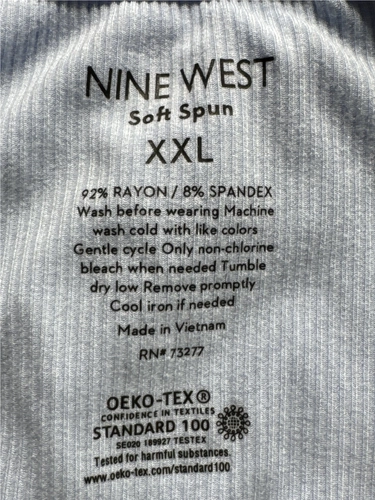 NINE WEST
Soft Spun
XXL
92% RAYON / 8% SPANDEX
Wash before wearing Machine
wash cold with like colors
Gentle cycle Only non-chlorine
bleach when needed Tumble
dry low Remove promptly
Cool iron if needed
Made in Vietnam
RN# 73277
OEKO-TEX®
CONFIDENCE IN TEXTILES
STANDARD 100
SE020 189927 TESTEX
Tested for harmful substances.
www.oeko-tex.com/standard100